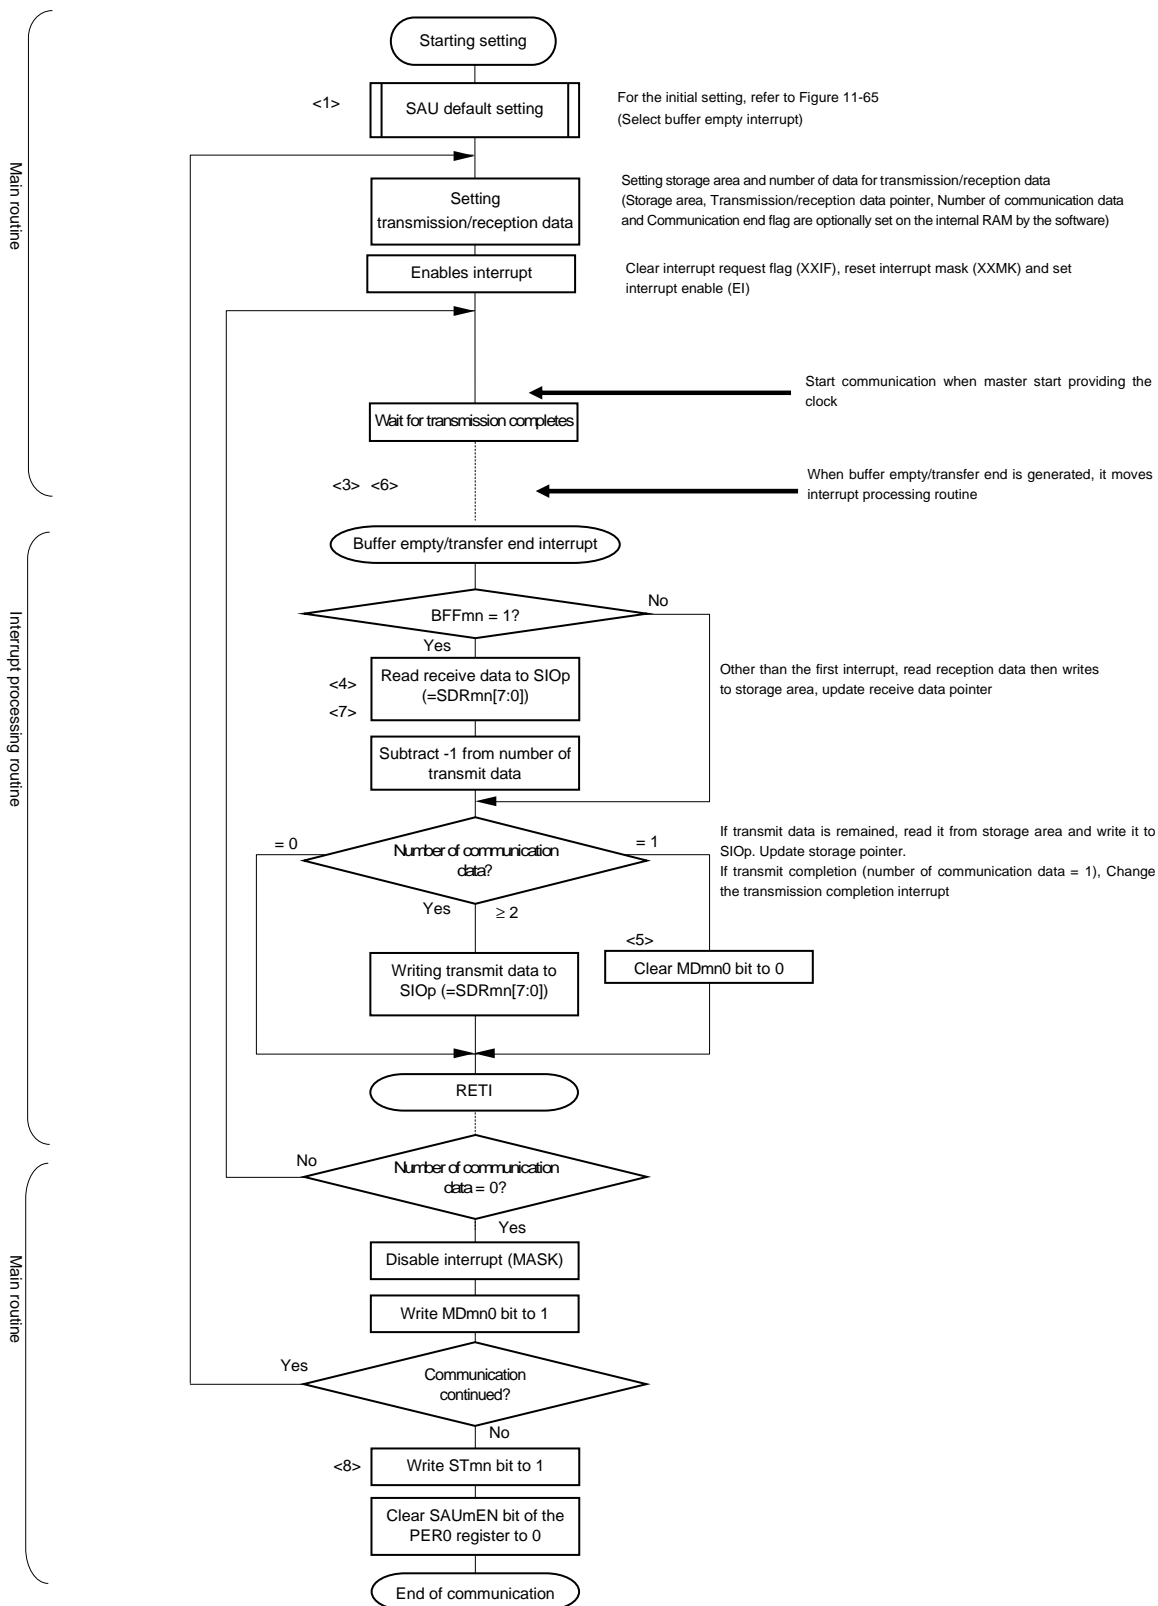 Starting setting
<1>
SAU default setting
For the initial setting, refer to Figure 11-65
(Select buffer empty interrupt)
Main routine
Setting
transmission/reception data
Setting storage area and number of data for transmission/reception data
(Storage area, Transmission/reception data pointer, Number of communication data
and Communication end flag are optionally set on the internal RAM by the software)
Enables interrupt
Clear interrupt request flag (XXIF), reset interrupt mask (XXMK) and set
interrupt enable (EI)
Start communication when master start providing the
clock
Wait for transmission completes
<3> <6>
When buffer empty/transfer end is generated, it moves
interrupt processing routine
Buffer empty/transfer end interrupt
Interrupt processing routine
BFFmn = 1?
No
Yes
<4>
<7>
Read receive data to SIOp
(=SDRmn[7:0])
Other than the first interrupt, read reception data then writes
to storage area, update receive data pointer
Subtract -1 from number of
transmit data
= 0
Number of communication
data?
= 1
If transmit data is remained, read it from storage area and write it to
SIOp. Update storage pointer.
If transmit completion (number of communication data = 1), Change
the transmission completion interrupt
Yes
≥ 2
<5>
Writing transmit data to
SIOp (=SDRmn[7:0])
Clear MDmn0 bit to 0
RETI
No
Number of communication
data = 0?
Yes
Main routine
Disable interrupt (MASK)
Write MDmn0 bit to 1
Yes
Communication
continued?
No
<8>
Write STmn bit to 1
Clear SAUmEN bit of the
PER0 register to 0
End of communication